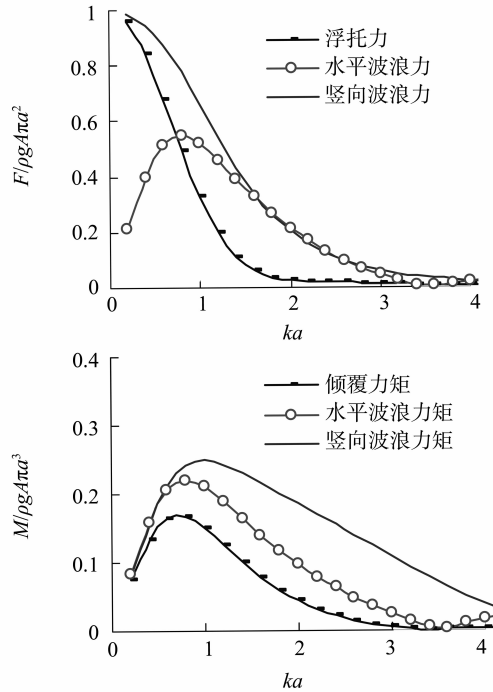 1
0.8
0.6
0.4
0.2
0
0 1 2 3 4
ka
F/ρgAπa²
浮托力
水平波浪力
竖向波浪力
0.4
0.3
0.2
0.1
0
0 1 2 3 4
ka
M/ρgAπa³
倾覆力矩
水平波浪力矩
竖向波浪力矩